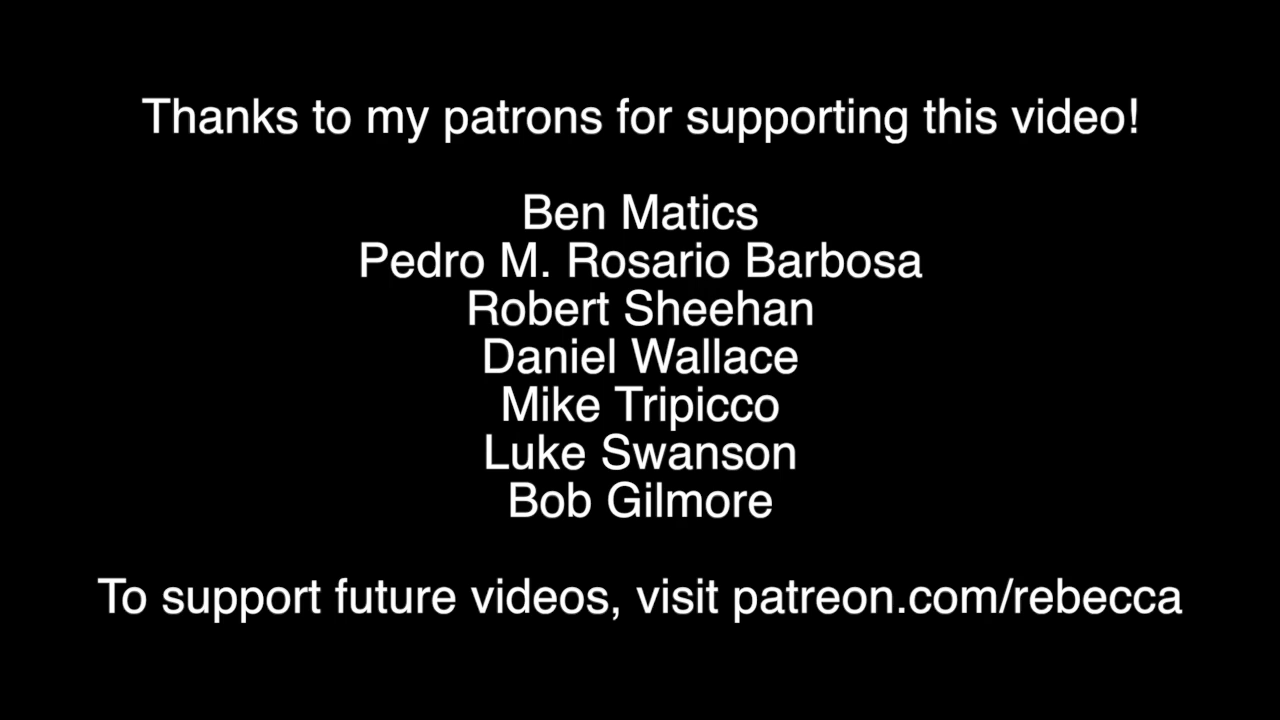 Thanks to my patrons for supporting this video!
Ben Matics
Pedro M. Rosario Barbosa
Robert Sheehan
Daniel Wallace
Mike Tripicco
Luke Swanson
Bob Gilmore
To support future videos, visit patreon.com/rebecca